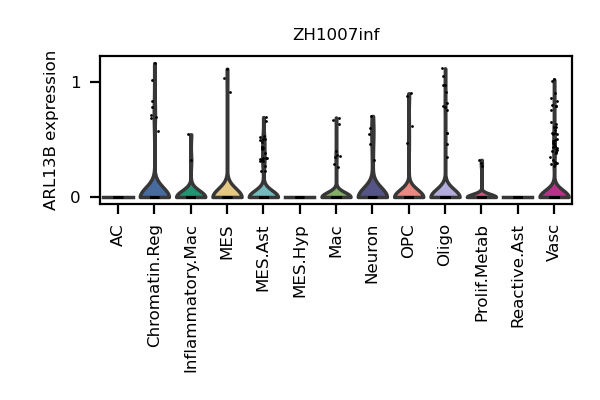 ZH1007inf
ARL13B expression
1
0
AC
Chromatin.Reg
Inflammatory.Mac
MES
MES.Ast
MES.Hyp
Mac
Neuron
OPC
Oligo
Prolif.Metab
Reactive.Ast
Vasc